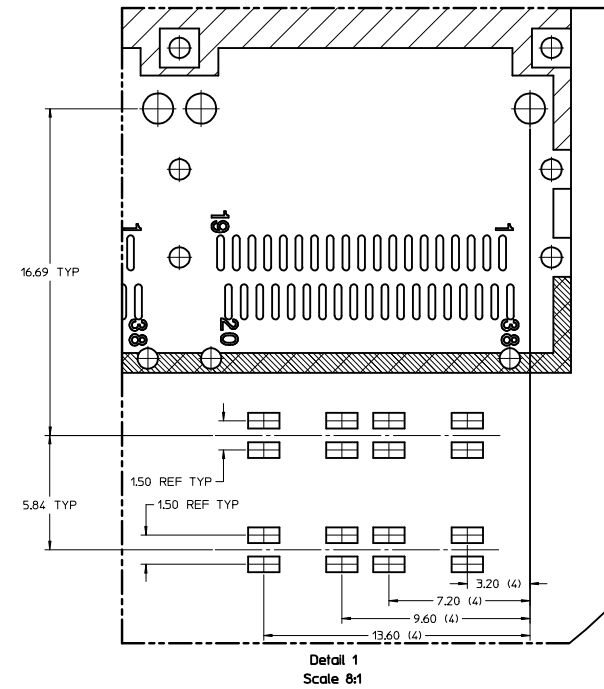 19
1
1
16.69 TYP
38
20
38
1.50 REF TYP
5.84 TYP
1.50 REF TYP
3.20 (4)
7.20 (4)
9.60 (4)
13.60 (4)
Detail 1
Scale 8:1